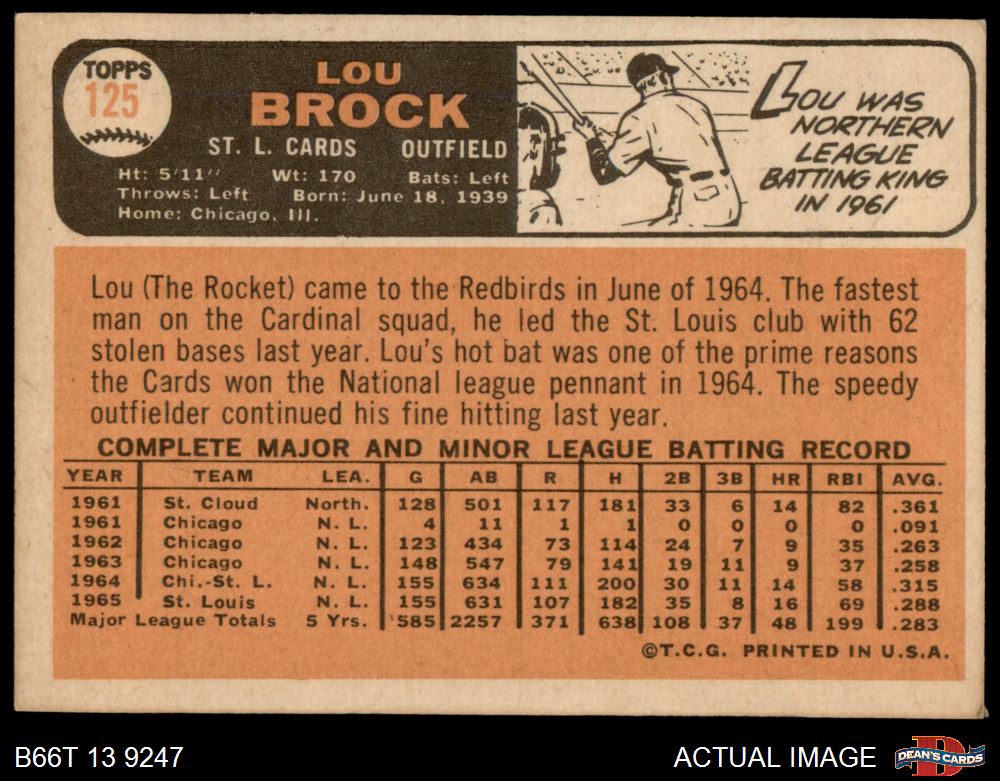 TOPPS
125
LOU
BROCK
ST. L. CARDS OUTFIELD
Ht: 5'11" Wt: 170 Bats: Left
Throws: Left Born: June 18, 1939
Home: Chicago, Ill.
LOU WAS
NORTHERN
LEAGUE
BATTING KING
IN 1961
Lou (The Rocket) came to the Redbirds in June of 1964. The fastest
man on the Cardinal squad, he led the St. Louis club with 62
stolen bases last year. Lou's hot bat was one of the prime reasons
the Cards won the National league pennant in 1964. The speedy
outfielder continued his fine hitting last year.
COMPLETE MAJOR AND MINOR LEAGUE BATTING RECORD
YEAR TEAM LEA. G AB R H 2B 3B HR RBI AVG.
1961 St. Cloud North. 128 501 117 181 33 6 14 82 .361
1961 Chicago N. L. 4 11 1 1 0 0 0 0 .091
1962 Chicago N. L. 123 434 73 114 24 7 9 35 .263
1963 Chicago N. L. 148 547 79 141 19 11 9 37 .258
1964 Chi.-St. L. N. L. 155 634 111 200 30 11 14 58 .315
1965 St. Louis N. L. 155 631 107 182 35 8 16 69 .288
Major League Totals 5 Yrs. 585 2257 371 638 108 37 48 199 .283
©T.C.G. PRINTED IN U.S.A.
B66T 13 9247
ACTUAL IMAGE
DEAN'S CARDS